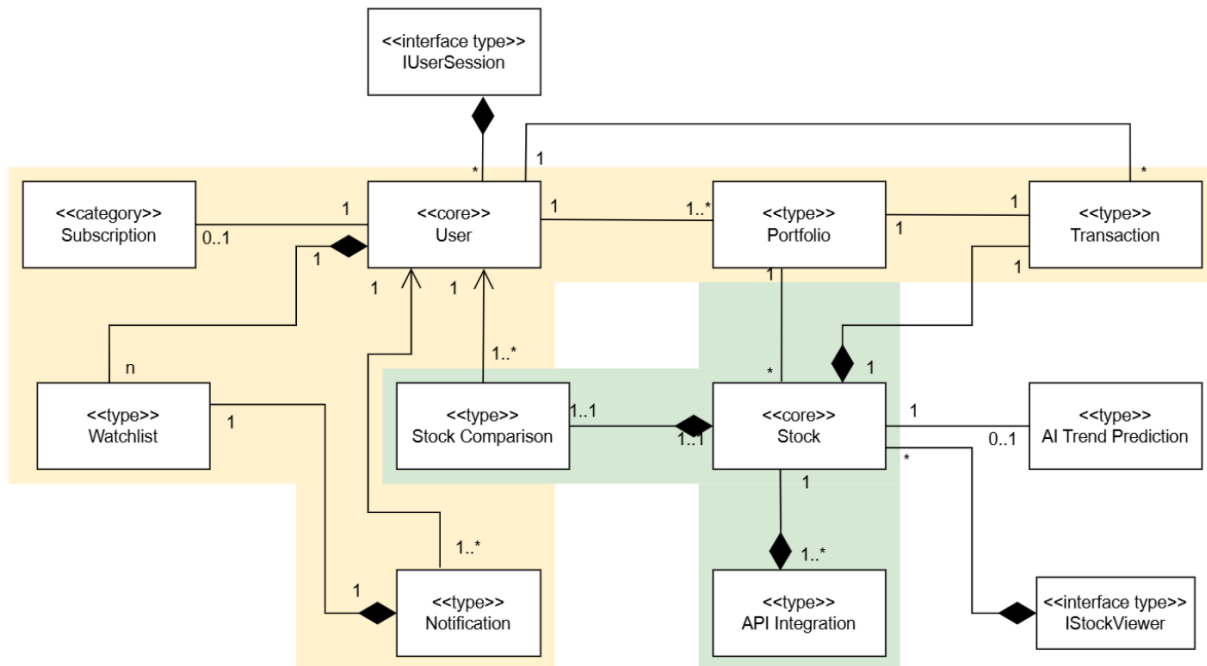 <<interface type>>
IUserSession
*
1
*
<<category>>
Subscription
0..1
1
<<core>>
User
1
1..*
<<type>>
Portfolio
1
1
<<type>>
Transaction
1
1
1
1
1
1..*
n
*
1
<<type>>
Watchlist
1
<<type>>
Stock Comparison
1..1
1..1
<<core>>
Stock
1
0..1
<<type>>
AI Trend Prediction
*
1
1..*
1..*
1
<<type>>
Notification
<<type>>
API Integration
<<interface type>>
IStockViewer